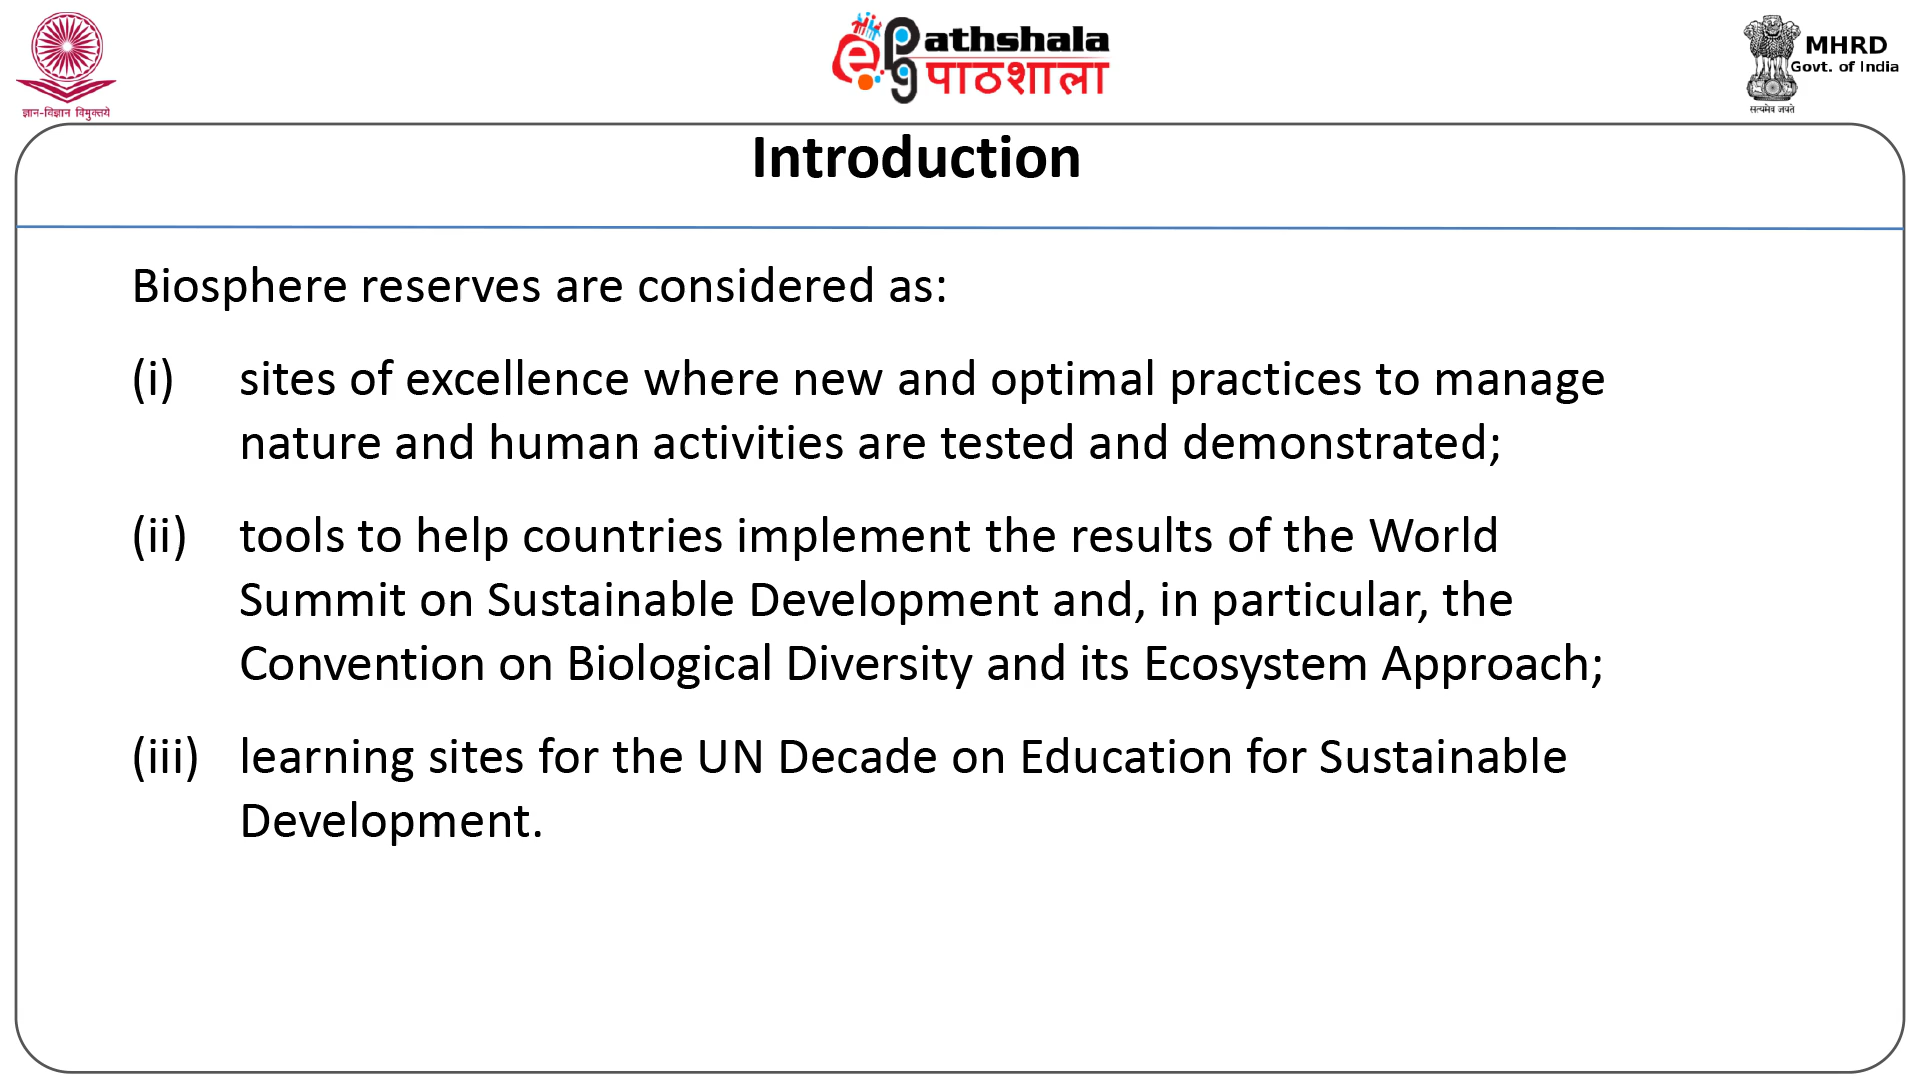 ज्ञान-विज्ञान विमुक्तये
e PG Pathshala
पाठशाला
MHRD
Govt. of India
सत्यमेव जयते
Introduction
Biosphere reserves are considered as:
(i) sites of excellence where new and optimal practices to manage
nature and human activities are tested and demonstrated;
(ii) tools to help countries implement the results of the World
Summit on Sustainable Development and, in particular, the
Convention on Biological Diversity and its Ecosystem Approach;
(iii) learning sites for the UN Decade on Education for Sustainable
Development.